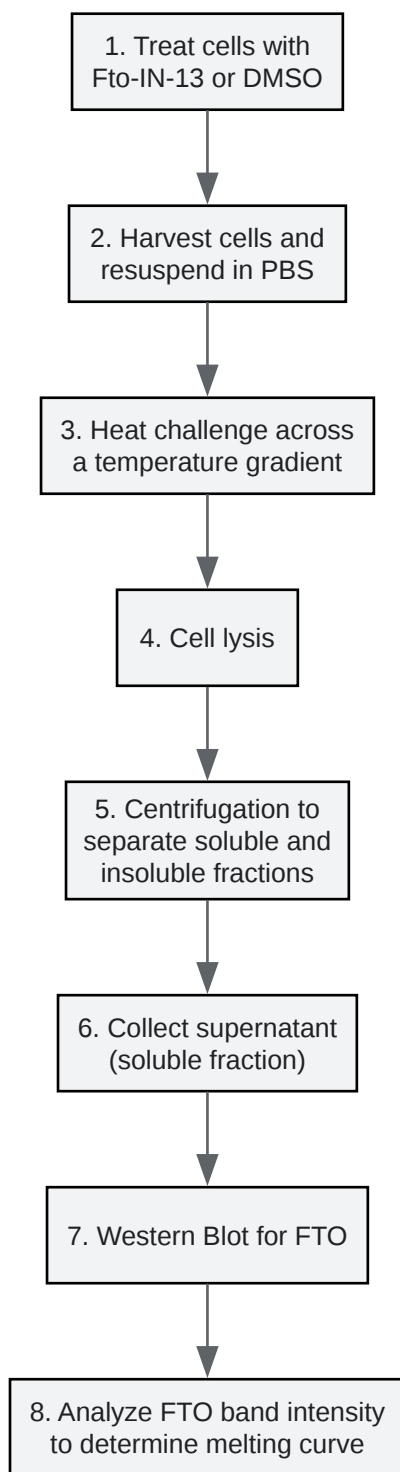 1. Treat cells with
Fto-IN-13 or DMSO
2. Harvest cells and
resuspend in PBS
3. Heat challenge across
a temperature gradient
4. Cell lysis
5. Centrifugation to
separate soluble and
insoluble fractions
6. Collect supernatant
(soluble fraction)
7. Western Blot for FTO
8. Analyze FTO band intensity
to determine melting curve